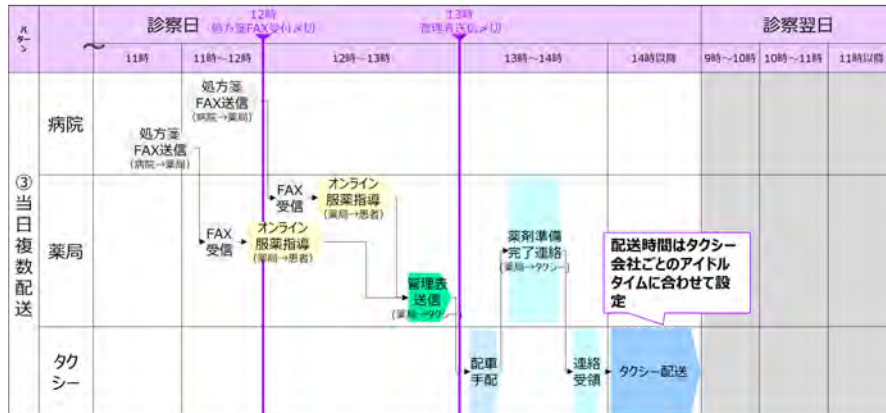 パターン
診察日
12時
処方箋FAX受付〆切
13時
管理表送信〆切
診察翌日
〜
11時
11時～12時
12時～13時
13時～14時
14時以降
9時～10時
10時～11時
11時以降
③当日複数配送
病院
処方箋
FAX送信
(病院→薬局)
処方箋
FAX送信
(病院→薬局)
薬局
FAX
受信
オンライン
服薬指導
(薬局→患者)
FAX
受信
オンライン
服薬指導
(薬局→患者)
管理表
送信
(薬局→タクシー)
薬剤準備
完了連絡
(薬局→タクシー)
配送時間はタクシー
会社ごとのアイドル
タイムに合わせて設
定
タク
シー
配車
手配
連絡
受領
タクシー配送